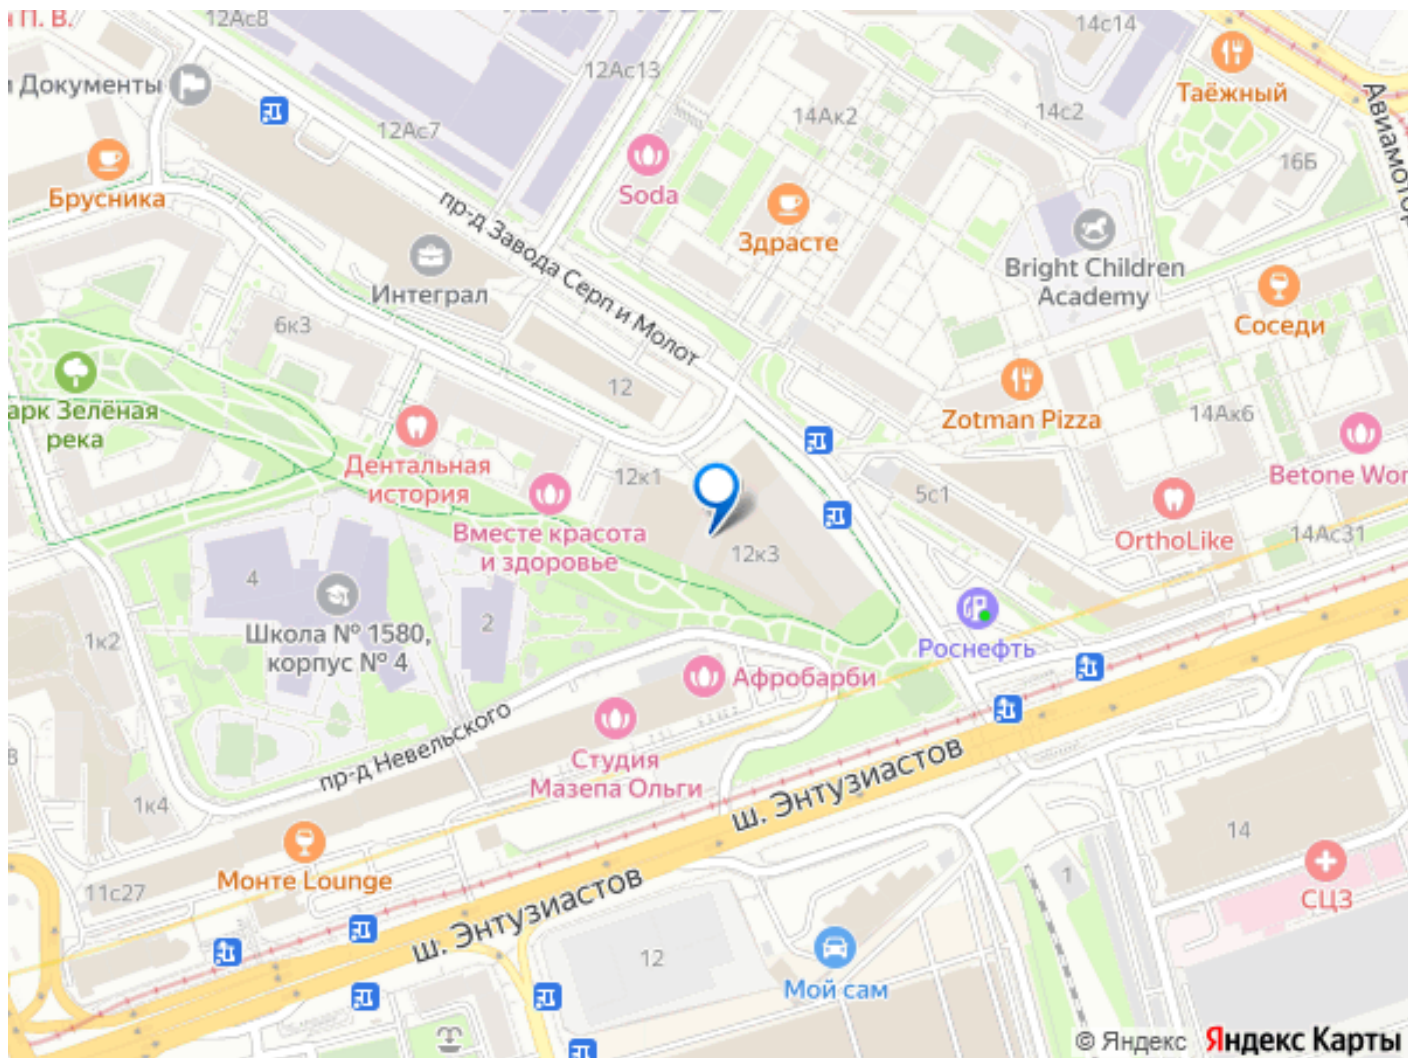 П. В.
12Ас8
14с14
Документы
12Ас13
Таёжный
12Ас7
14Ак2
14с2
Авиамотор
16Б
Брусника
Soda
Здрасте
пр-д Завода Серп и Молот
Bright Children
Academy
Интеграл
6к3
Соседи
12
Zotman Pizza
14Ак6
арк Зелёная
река
Дентальная
история
12к1
5с1
Betone Wor
Вместе красота
и здоровье
12к3
OrthoLike
14Ас31
4
2
Школа № 1580,
корпус № 4
1к2
Роснефть
Афробарби
пр-д Невельского
Студия
Мазепа Ольги
ш. Энтузиастов
3
1к4
14
11с27
Монте Lounge
1
СЦЗ
ш. Энтузиастов
12
Мой сам
© Яндекс Яндекс Карты